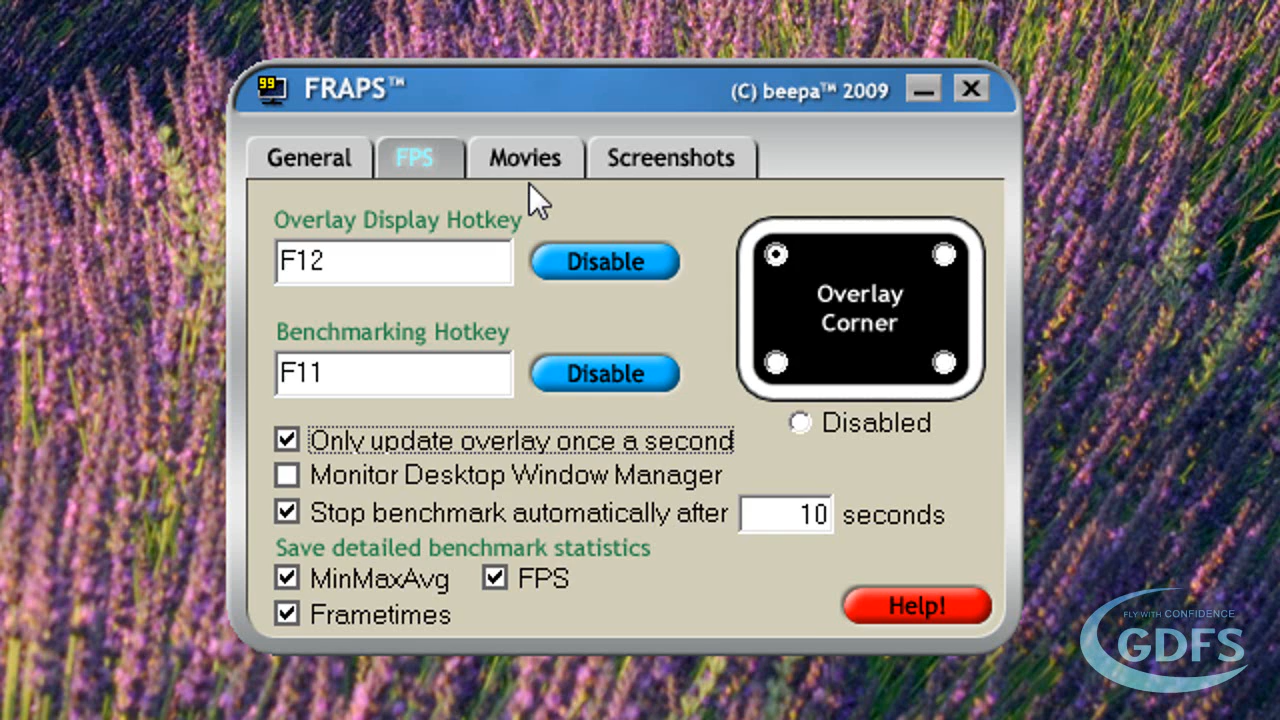 99 FRAPS™ (C) beepa™ 2009
General FPS Movies Screenshots
Overlay Display Hotkey
F12 Disable
Overlay
Corner
Benchmarking Hotkey
F11 Disable
Disabled
Only update overlay once a second
Monitor Desktop Window Manager
Stop benchmark automatically after 10 seconds
Save detailed benchmark statistics
MinMaxAvg FPS
Frametimes
Help!
FLY WITH CONFIDENCE
GDFS